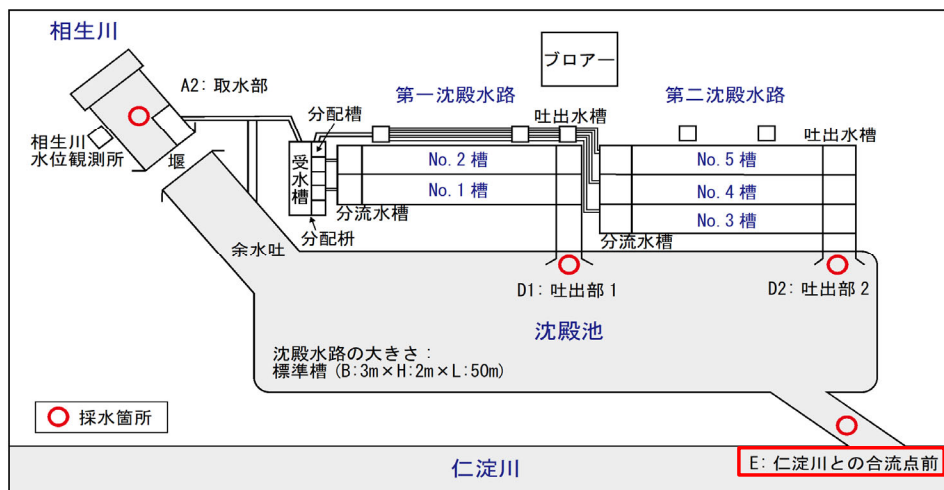 相生川
A2: 取水部
相生川
水位観測所
堰
余水吐
受水槽
分配槽
分配枡
分流水槽
第一沈殿水路
No. 2 槽
No. 1 槽
ブロアー
吐出水槽
第二沈殿水路
吐出水槽
No. 5 槽
No. 4 槽
No. 3 槽
分流水槽
D1: 吐出部 1
D2: 吐出部 2
沈殿池
沈殿水路の大きさ:
標準槽 (B:3m×H:2m×L:50m)
採水箇所
E: 仁淀川との合流点前
仁淀川